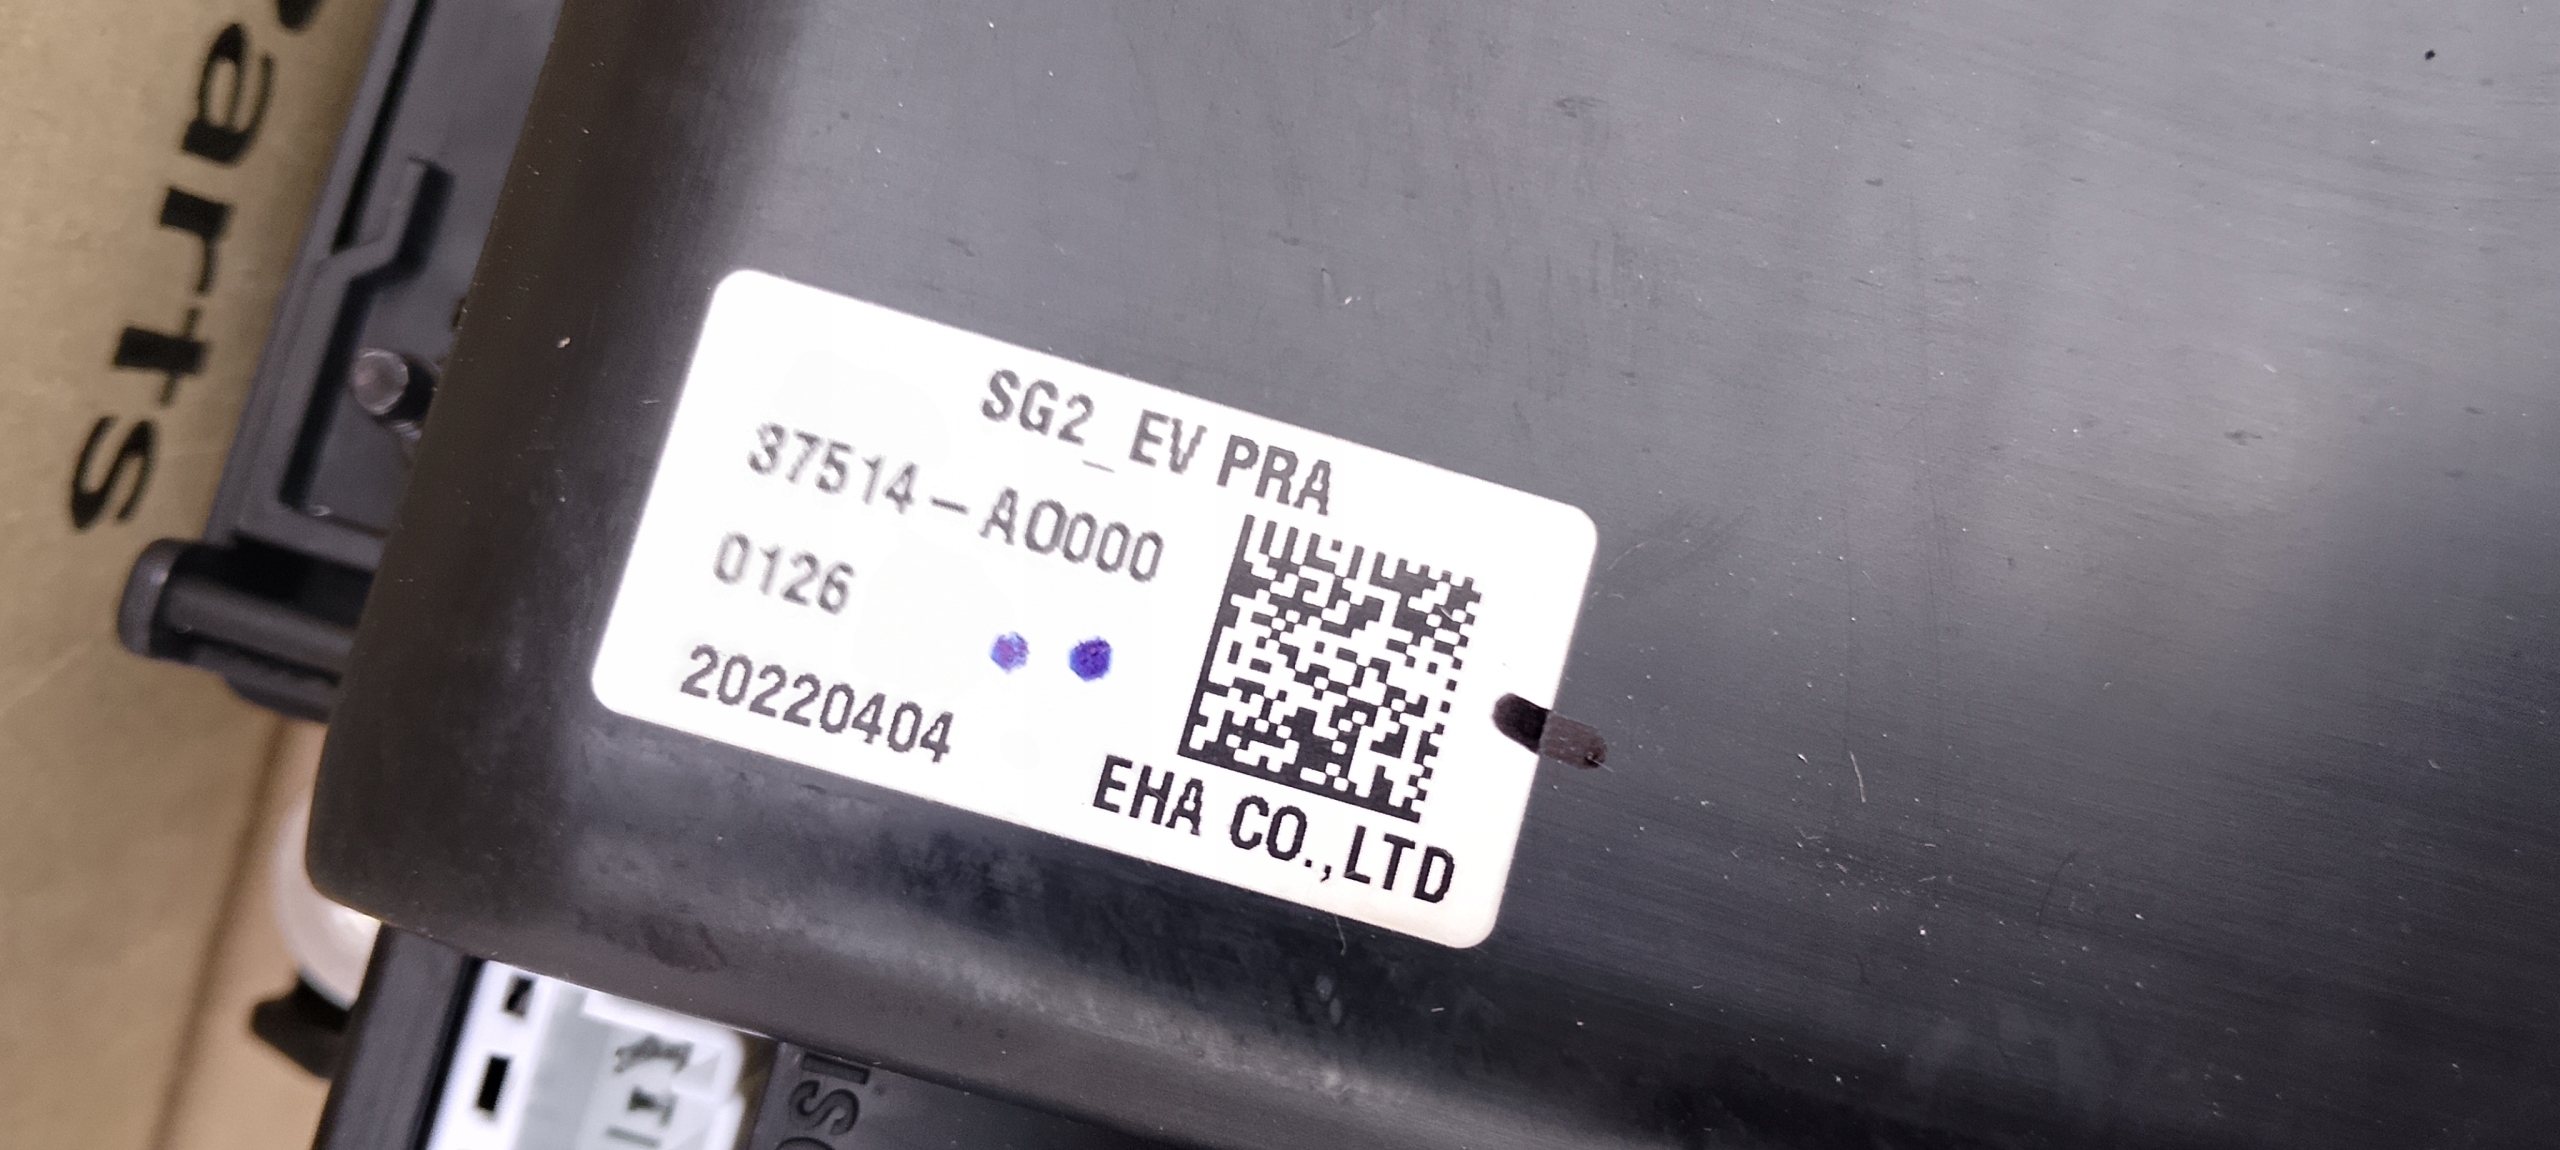 arts
SG2_EV PRA
37514-A0000
0126
20220404
EHA CO.,LTD